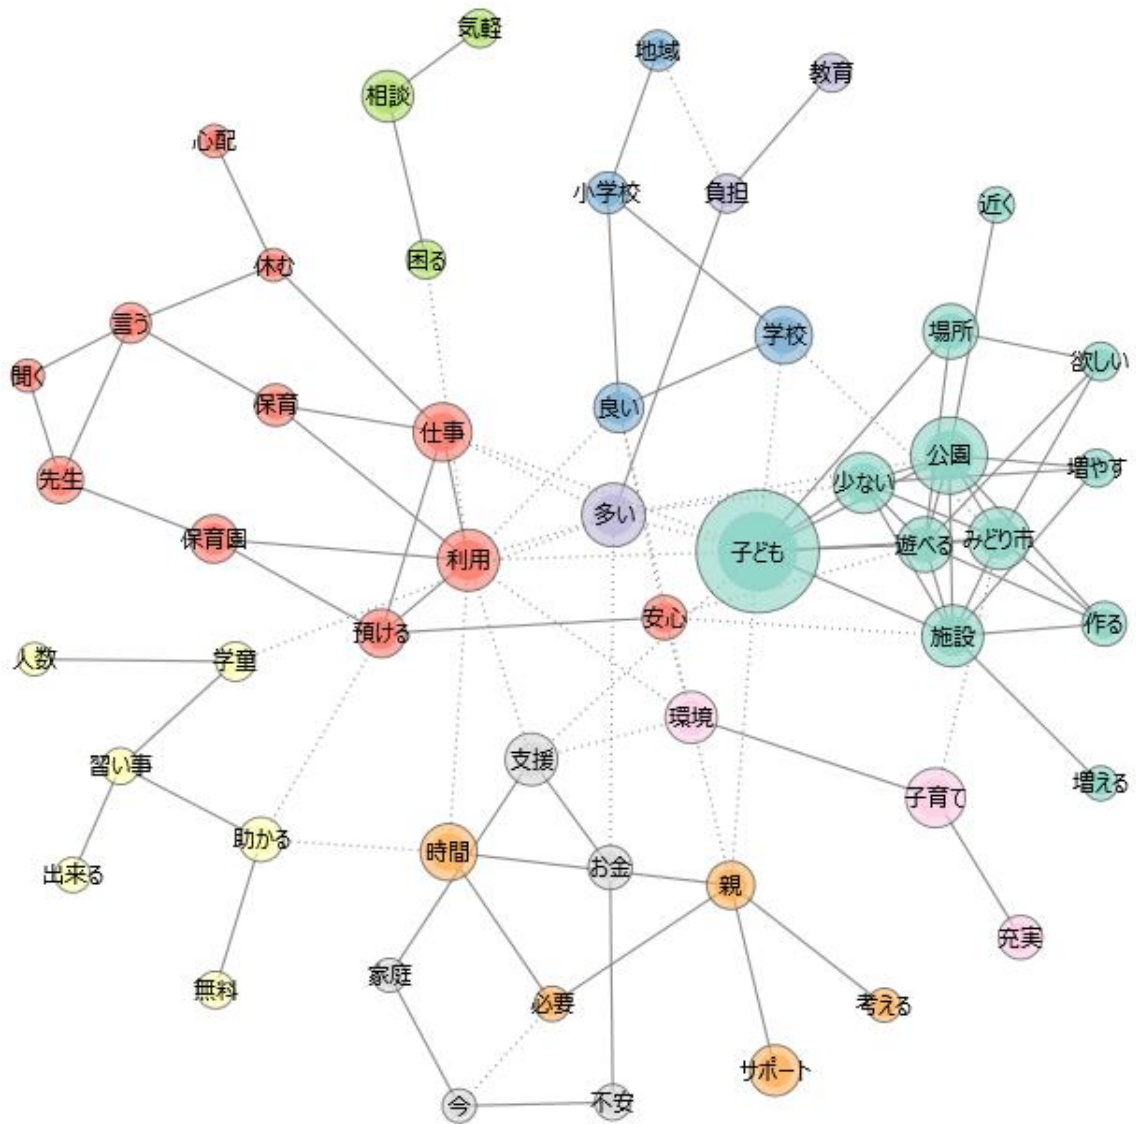 気軽
地域
教育
相談
心配
小学校
負担
近く
困る
休む
言う
学校
場所
欲しい
聞く
保育
良い
仕事
公園
増やす
先生
少ない
多い
保育園
利用
子ども
遊べる
みどり市
預ける
安心
施設
作る
人数
学童
環境
支援
習い事
増える
子育て
助かる
時間
お金
出来る
親
充実
家庭
無料
必要
考える
サポート
今
不安